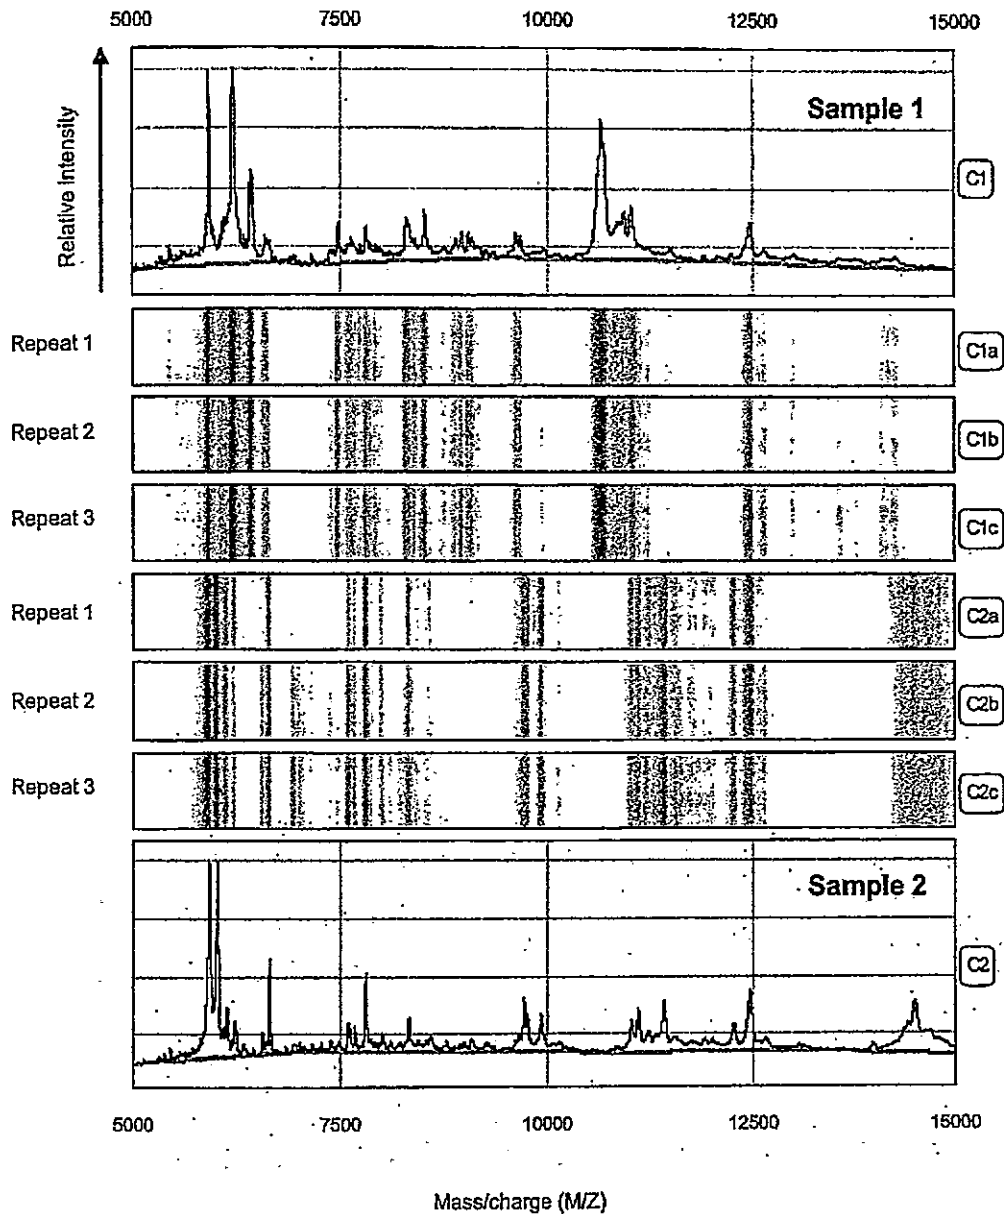 5000 7500 10000 12500 15000
Relative Intensity
Sample 1
C1
Repeat 1
C1a
Repeat 2
C1b
Repeat 3
C1c
Repeat 1
C2a
Repeat 2
C2b
Repeat 3
C2c
Sample 2
C2
5000 7500 10000 12500 15000
Mass/charge (M/Z)